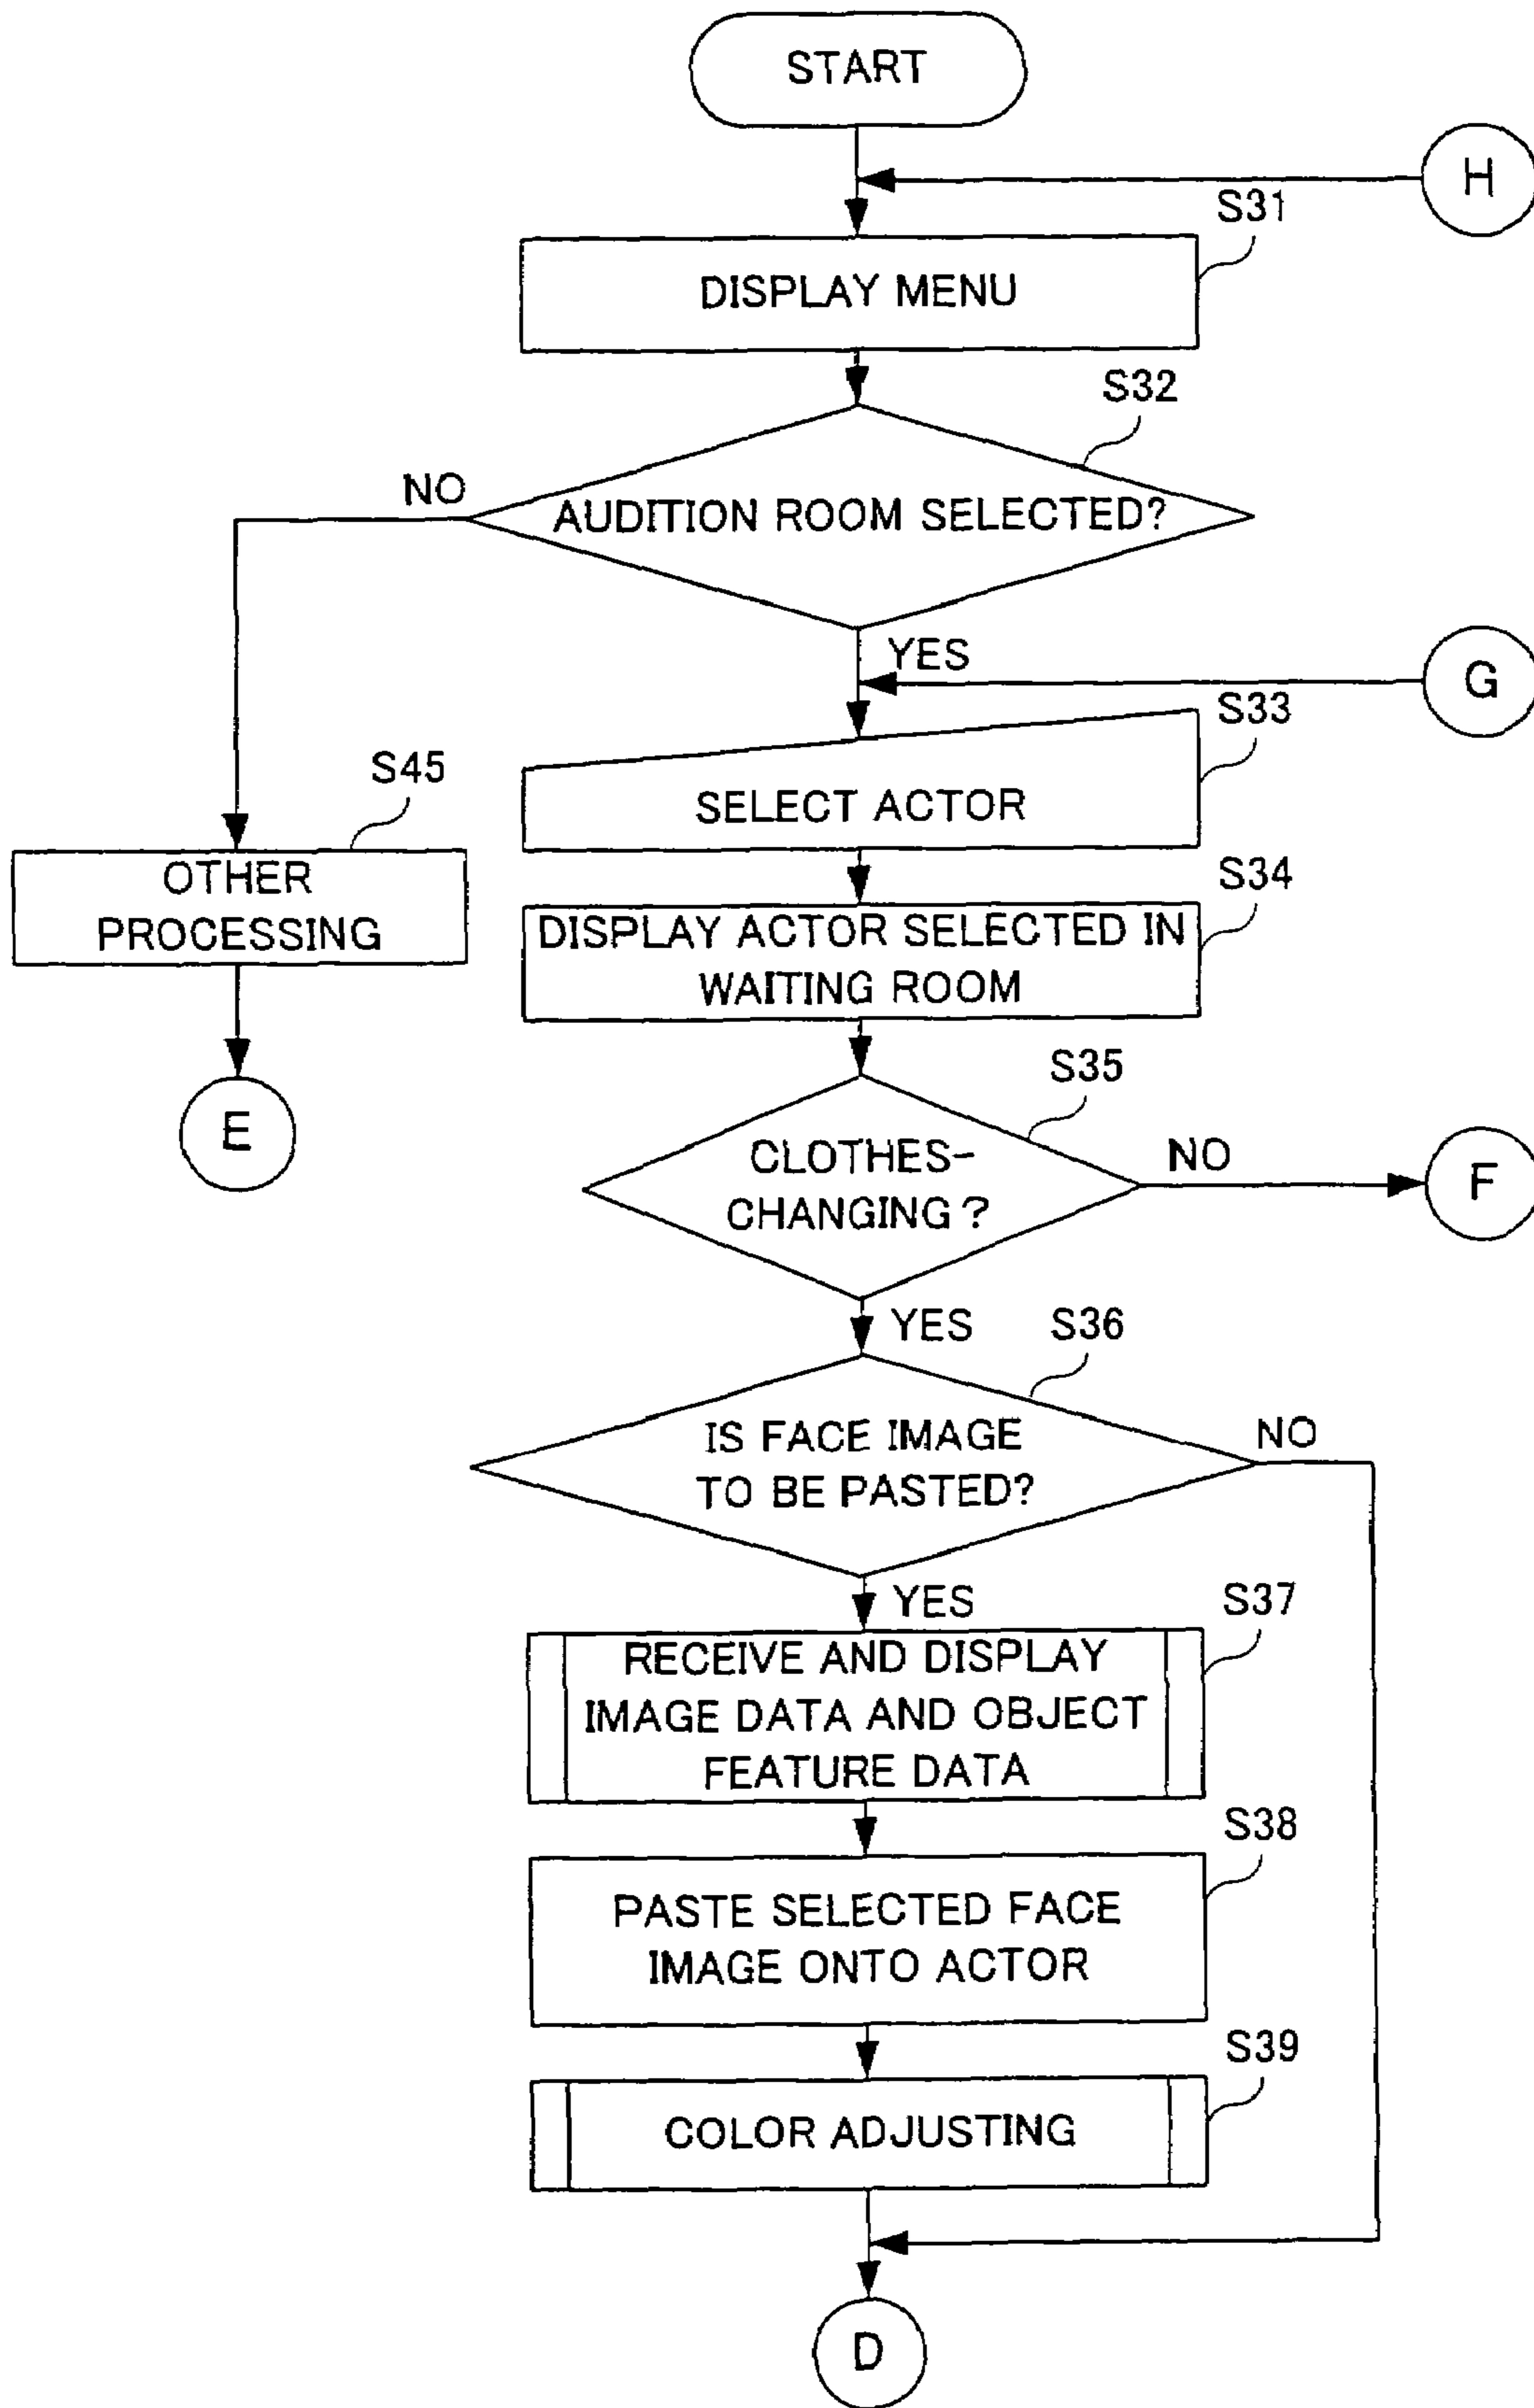 START
H
S31
DISPLAY MENU
S32
NO
AUDITION ROOM SELECTED?
YES
G
S33
SELECT ACTOR
S45
OTHER
PROCESSING
S34
DISPLAY ACTOR SELECTED IN
WAITING ROOM
E
S35
CLOTHES-
CHANGING?
NO
F
YES
S36
IS FACE IMAGE
TO BE PASTED?
NO
YES
S37
RECEIVE AND DISPLAY
IMAGE DATA AND OBJECT
FEATURE DATA
S38
PASTE SELECTED FACE
IMAGE ONTO ACTOR
S39
COLOR ADJUSTING
D